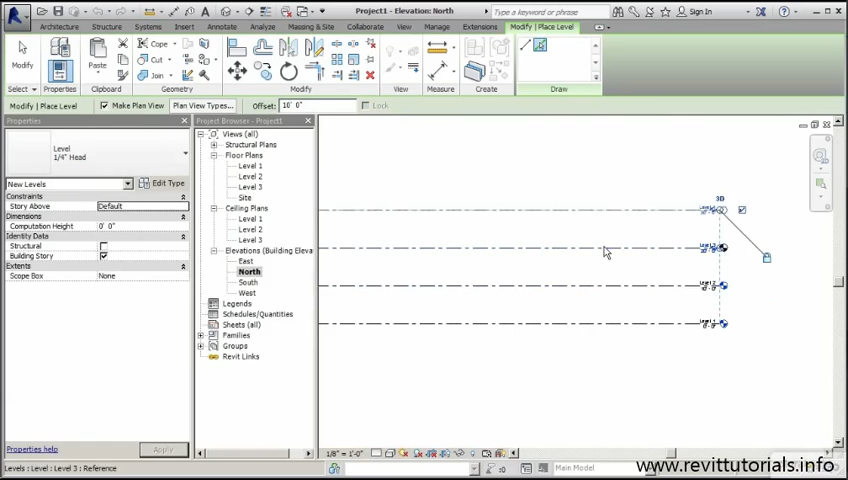 Project1 - Elevation: North
Type a keyword or phrase
Sign In
Architecture
Structure
Systems
Insert
Annotate
Analyze
Massing & Site
Collaborate
View
Manage
Extensions
Modify | Place Level
Modify
Paste
Cope
Cut
Join
Select
Properties
Clipboard
Geometry
Modify
View
Measure
Create
Draw
Modify | Place Level
Make Plan View
Plan View Types...
Offset: 10' 0"
Lock
Properties
Level
1/4" Head
New Levels
Edit Type
Constraints
Story Above
Default
Dimensions
Computation Height
0' 0"
Identity Data
Structural
Building Story
Extents
Scope Box
None
Properties help
Apply
Project Browser - Project1
Views (all)
Structural Plans
Floor Plans
Level 1
Level 2
Level 3
Site
Ceiling Plans
Level 1
Level 2
Level 3
Elevations (Building Eleva
East
North
South
West
Legends
Schedules/Quantities
Sheets (all)
Families
Groups
Revit Links
3D
1/8" = 1'-0"
Levels : Level : Level 3 : Reference
:0
Main Model
www.revittutorials.info